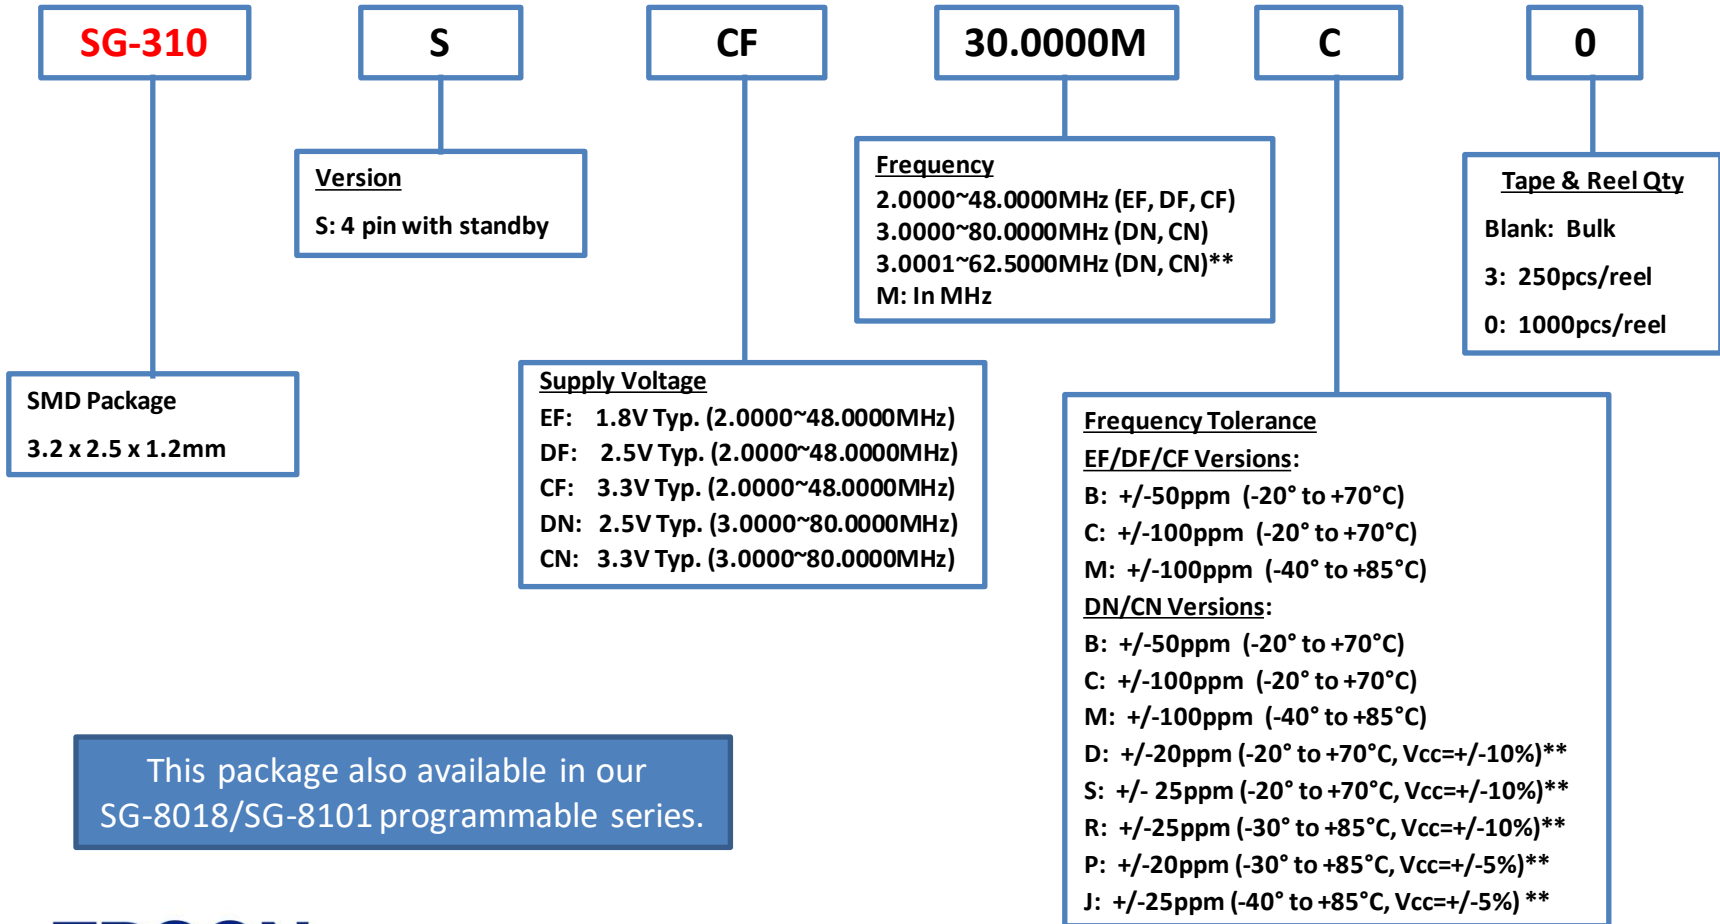 SG-310
S
CF
30.0000M
C
0
Version
S: 4 pin with standby
Frequency
2.0000~48.0000MHz (EF, DF, CF)
3.0000~80.0000MHz (DN, CN)
3.0001~62.5000MHz (DN, CN)**
M: In MHz
Tape & Reel Qty
Blank: Bulk
3: 250pcs/reel
0: 1000pcs/reel
SMD Package
3.2 x 2.5 x 1.2mm
Supply Voltage
EF: 1.8V Typ. (2.0000~48.0000MHz)
DF: 2.5V Typ. (2.0000~48.0000MHz)
CF: 3.3V Typ. (2.0000~48.0000MHz)
DN: 2.5V Typ. (3.0000~80.0000MHz)
CN: 3.3V Typ. (3.0000~80.0000MHz)
Frequency Tolerance
EF/DF/CF Versions:
B: +/-50ppm (-20° to +70°C)
C: +/-100ppm (-20° to +70°C)
M: +/-100ppm (-40° to +85°C)
DN/CN Versions:
B: +/-50ppm (-20° to +70°C)
C: +/-100ppm (-20° to +70°C)
M: +/-100ppm (-40° to +85°C)
D: +/-20ppm (-20° to +70°C, Vcc=+/-10%)**
S: +/- 25ppm (-20° to +70°C, Vcc=+/-10%)**
R: +/-25ppm (-30° to +85°C, Vcc=+/-10%)**
P: +/-20ppm (-30° to +85°C, Vcc=+/-5%)**
J: +/-25ppm (-40° to +85°C, Vcc=+/-5%) **
This package also available in our
SG-8018/SG-8101 programmable series.